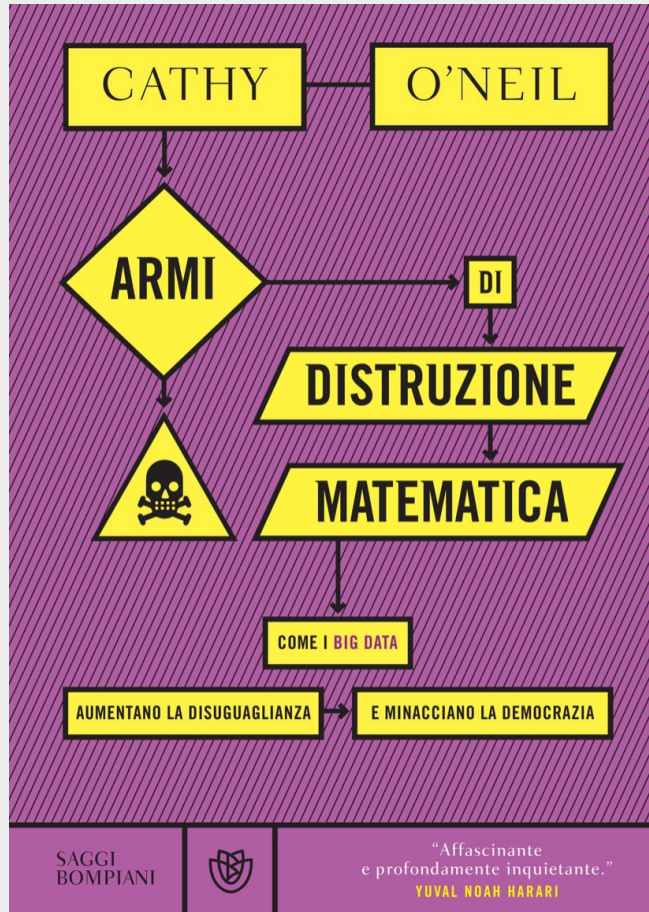 CATHY O'NEIL
ARMI
DI
DISTRUZIONE
MATEMATICA
COME I BIG DATA
AUMENTANO LA DISUGUAGLIANZA
E MINACCIANO LA DEMOCRAZIA
SAGGI
BOMPIANI
“Affascinante
e profondamente inquietante.”
YUVAL NOAH HARARI